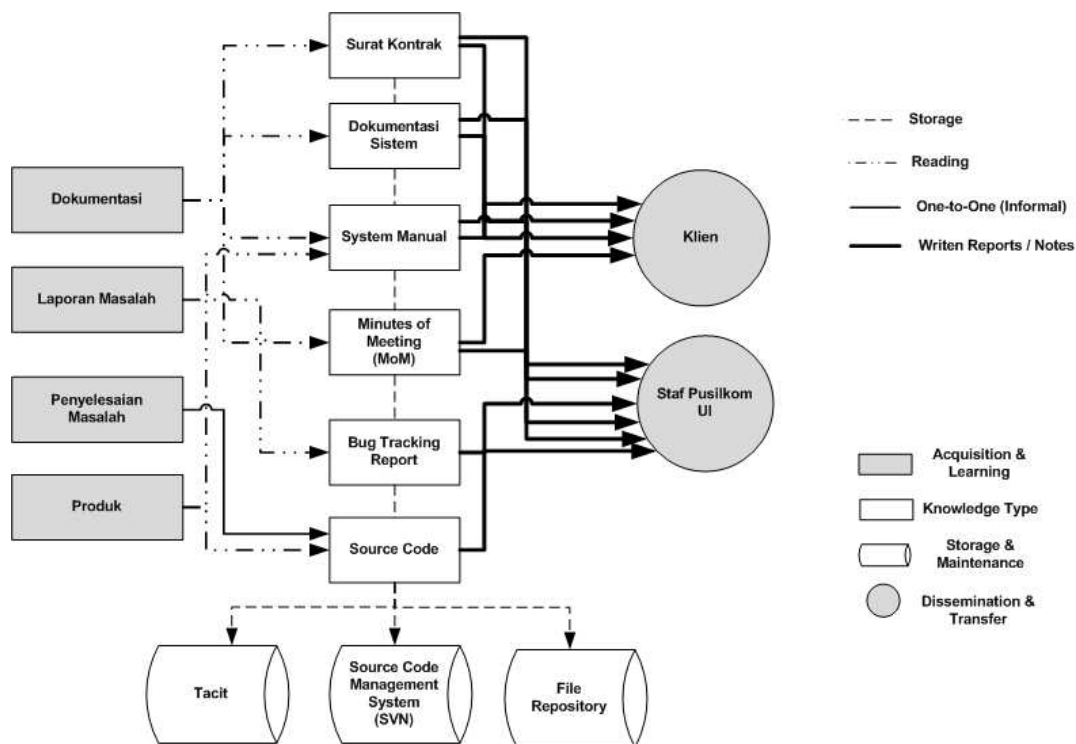 Surat Kontrak
Dokumentasi
Sistem
System Manual
Minutes of
Meeting
(MoM)
Bug Tracking
Report
Source Code
Dokumentasi
Laporan Masalah
Penyelesaian
Masalah
Produk
Klien
Staf Pusilkom
UI
Tacit
Source Code
Management
System
(SVN)
File
Repository
Storage
Reading
One-to-One (Informal)
Writen Reports / Notes
Acquisition &
Learning
Knowledge Type
Storage &
Maintenance
Dissemination &
Transfer